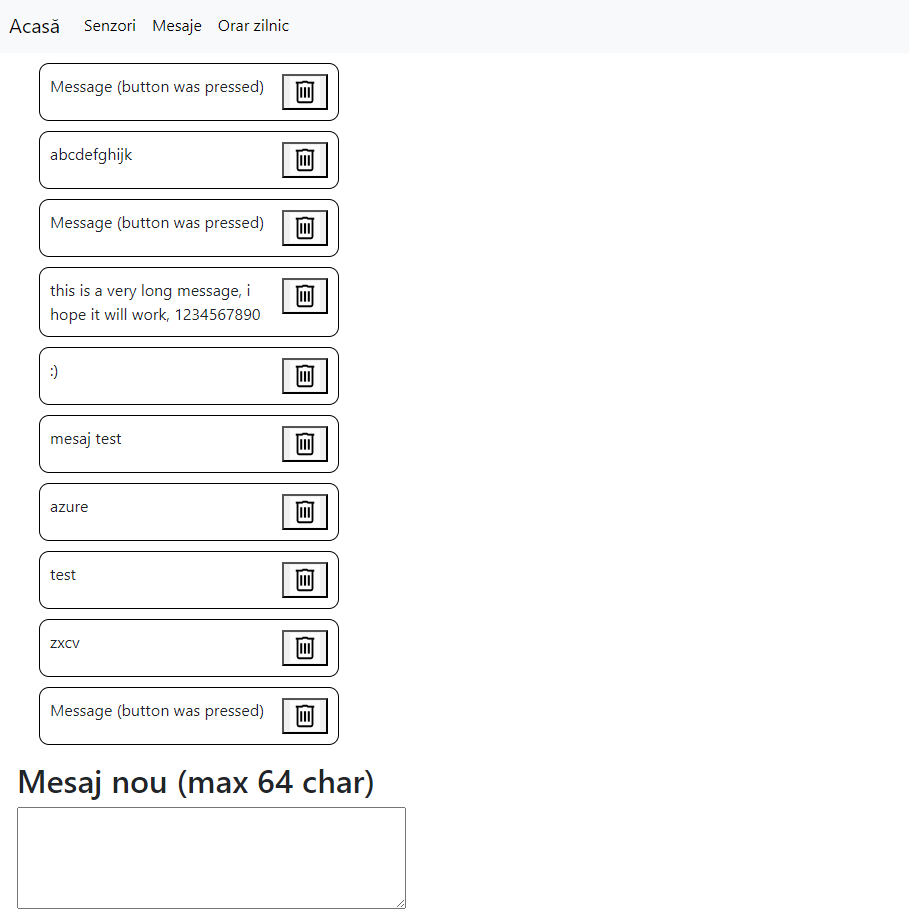 Acasă Senzori Mesaje Orar zilnic
Message (button was pressed)
abcdefghijk
Message (button was pressed)
this is a very long message, i
hope it will work, 1234567890
:)
mesaj test
azure
test
zxcv
Message (button was pressed)
Mesaj nou (max 64 char)